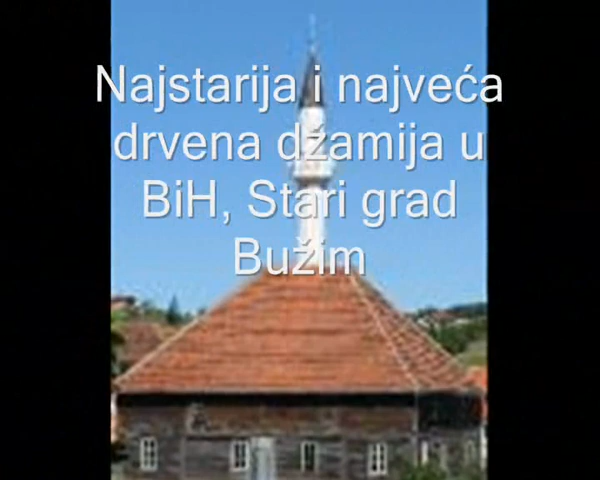 Najstarija i najveća
drvena džamija u
BiH, Stari grad
Bužim